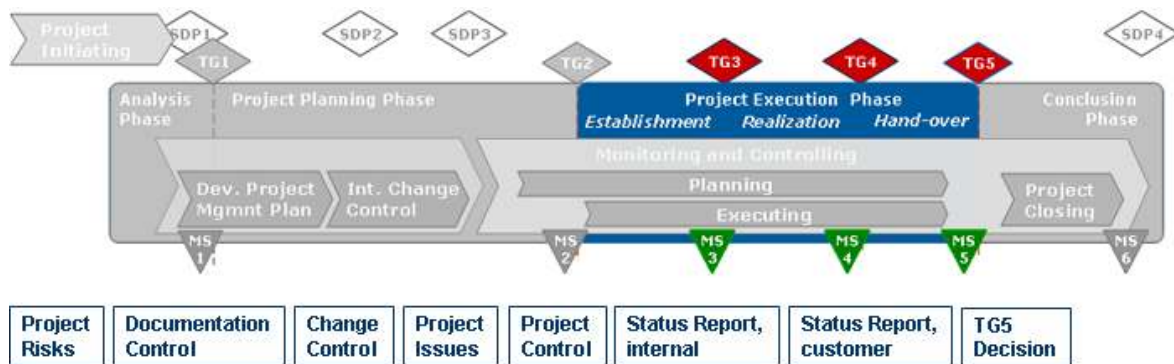 Project
Initiating
SDP1
SDP2
SDP3
SDP4
TG1
TG2
TG3
TG4
TG5
Analysis
Phase
Project Planning Phase
Project Execution Phase
Establishment Realization Hand-over
Conclusion
Phase
Monitoring and Controlling
Dev. Project
Mgmnt Plan
Int. Change
Control
Planning
Executing
Project
Closing
MS
1
MS
2
MS
3
MS
4
MS
5
MS
6
Project
Risks
Documentation
Control
Change
Control
Project
Issues
Project
Control
Status Report,
internal
Status Report,
customer
TG5
Decision